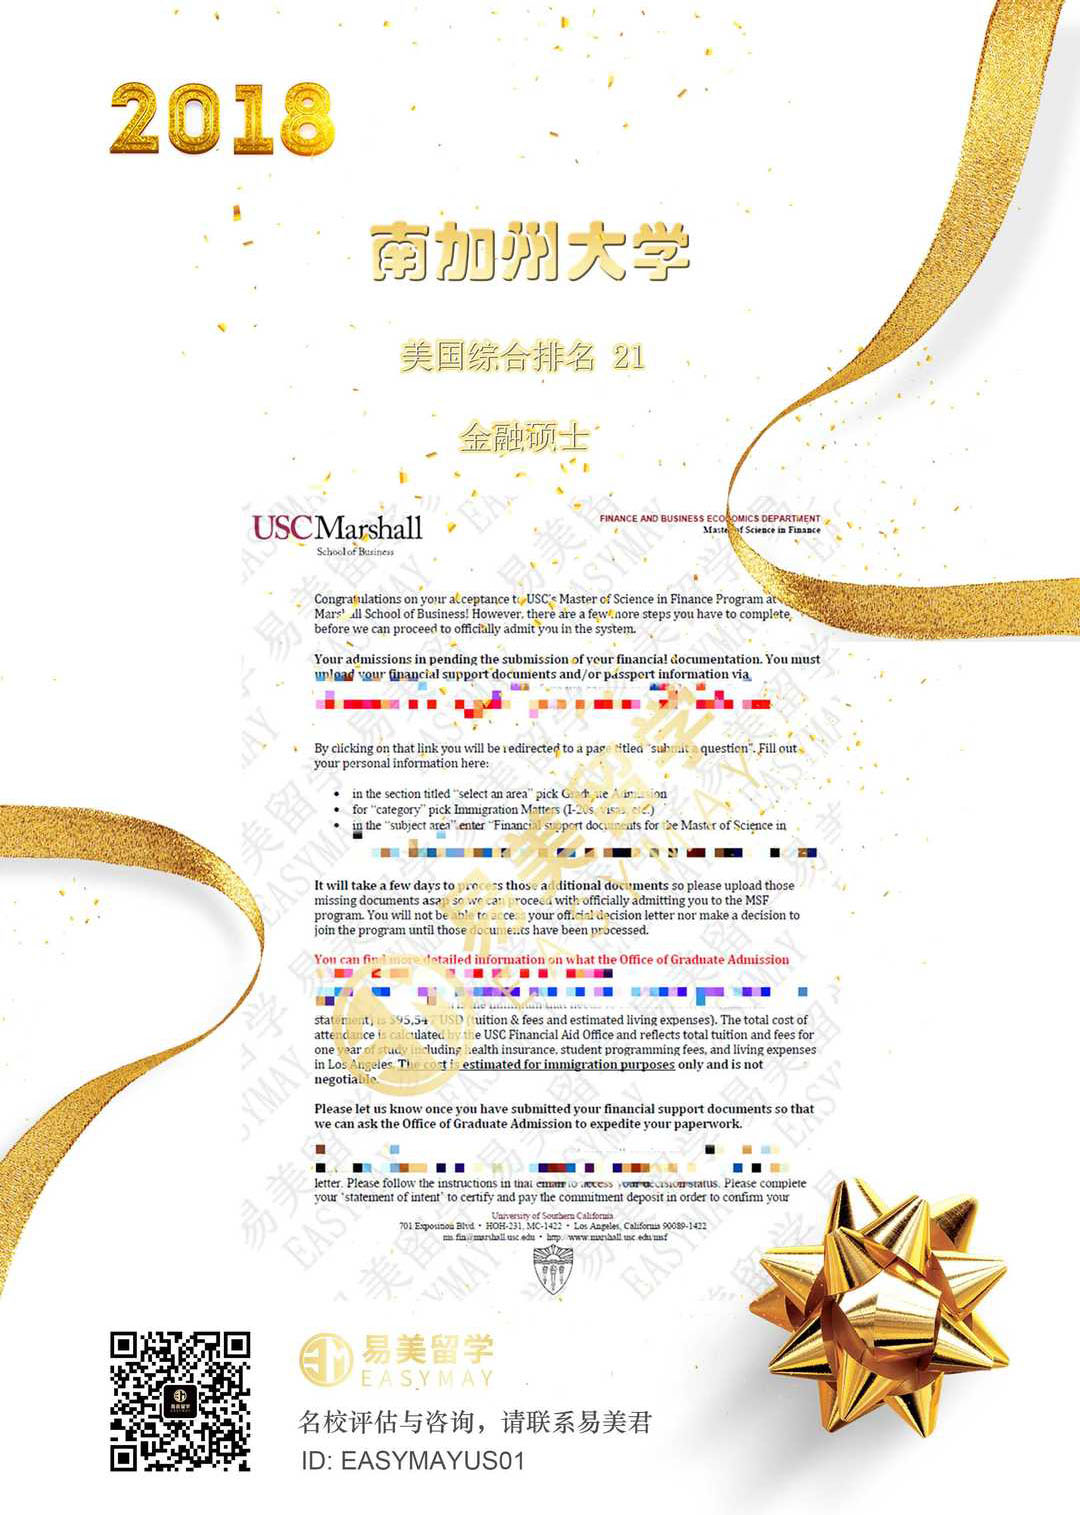 2018
南加州大学
美国综合排名 21
金融硕士
USC Marshall
School of Business
FINANCE AND BUSINESS ECONOMICS DEPARTMENT
Master of Science in Finance
Congratulations on your acceptance to USC's Master of Science in Finance Program at
Marshall School of Business! However, there are a few more steps you have to complete,
before we can proceed to officially admit you in the system.
Your admissions in pending the submission of your financial documentation. You must
upload your financial support documents and/or passport information via
By clicking on that link you will be redirected to a page titled "submit a question". Fill out
your personal information here:
• in the section titled "select an area" pick Graduate Admission
• for "category" pick Immigration Matters (I-20s, visas, etc.)
• in the "subject area" enter "Financial support documents for the Master of Science in
It will take a few days to process those additional documents so please upload those
missing documents asap so we can proceed with officially admitting you to the MSF
program. You will not be able to access your official decision letter nor make a decision to
join the program until those documents have been processed.
You can find more detailed information on what the Office of Graduate Admission
is the minimum that
statement) is $95,547 USD (tuition & fees and estimated living expenses). The total cost of
attendance is calculated by the USC Financial Aid Office and reflects total tuition and fees for
one year of study including health insurance, student programming fees, and living expenses
in Los Angeles. The cost is estimated for immigration purposes only and is not
negotiable.
Please let us know once you have submitted your financial support documents so that
we can ask the Office of Graduate Admission to expedite your paperwork.
letter. Please follow the instructions in that email to access your decision status. Please complete
your 'statement of intent' to certify and pay the commitment deposit in order to confirm your
University of Southern California
701 Exposition Blvd • HOH-231, MC-1422 • Los Angeles, California 90089-1422
ms.fin@marshall.usc.edu • http://www.marshall.usc.edu/msf
易美留学
EASYMAY
易美留学
EASYMAY
名校评估与咨询，请联系易美君
ID: EASYMAYUS01